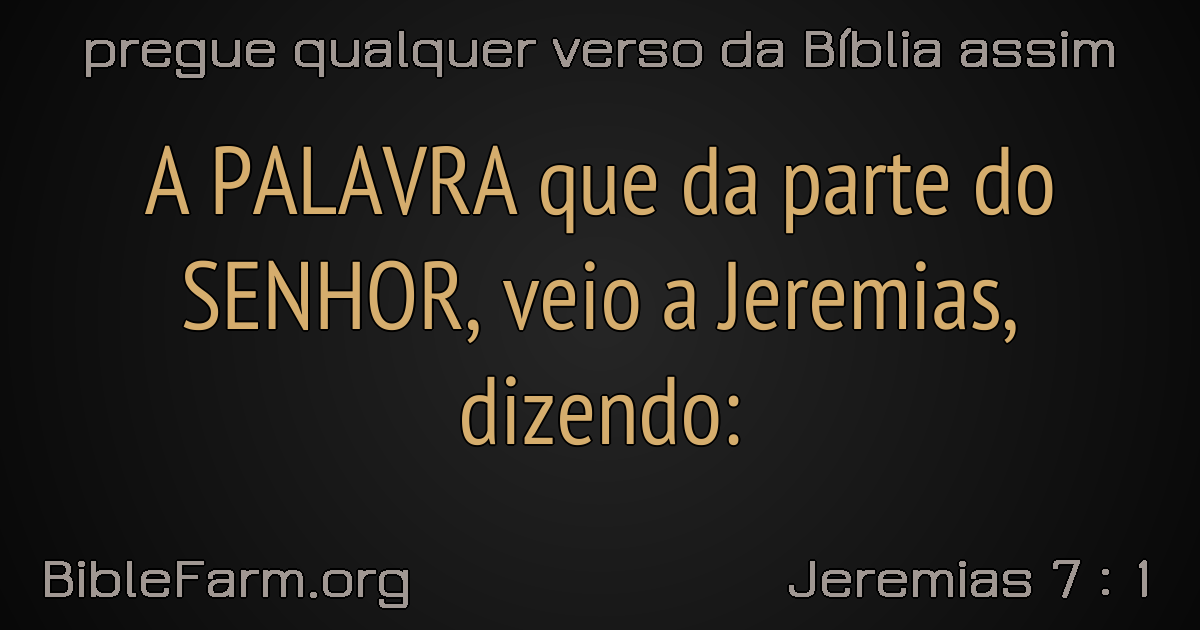 pregue qualquer verso da Bíblia assim
A PALAVRA que da parte do
SENHOR, veio a Jeremias,
dizendo:
BibleFarm.org
Jeremias 7 : 1